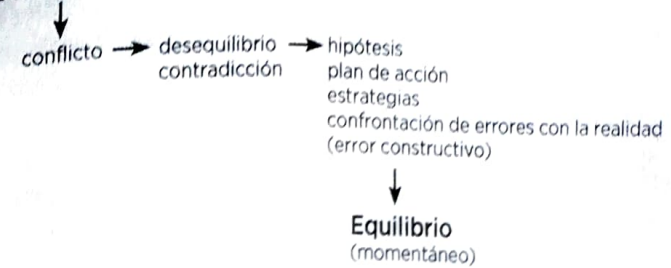 conflicto
desequilibrio
contradicción
hipótesis
plan de acción
estrategias
confrontación de errores con la realidad
(error constructivo)
Equilibrio
(momentáneo)